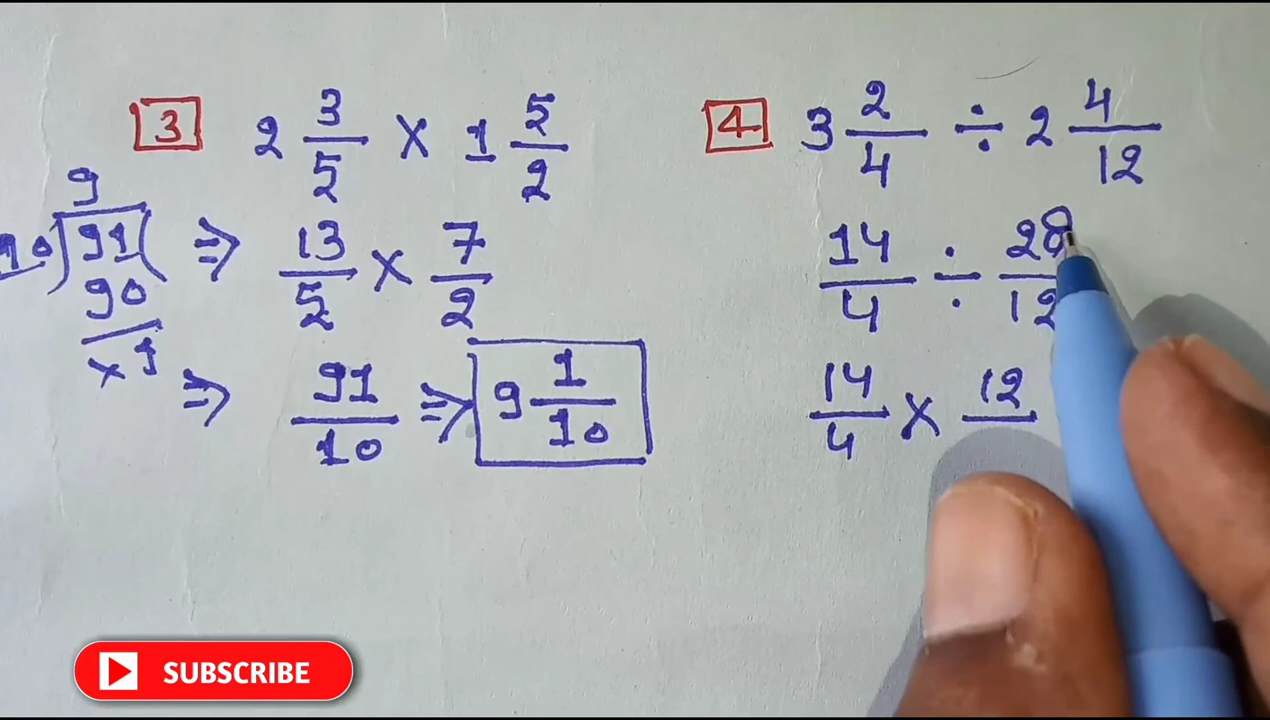 3 2 3/5 × 1 5/2
10)91( 9
90
×1
⇒ 13/5 × 7/2
⇒ 91/10 ⇒ 9 1/10
4 3 2/4 ÷ 2 4/12
14/4 ÷ 28/12
14/4 × 12/
SUBSCRIBE